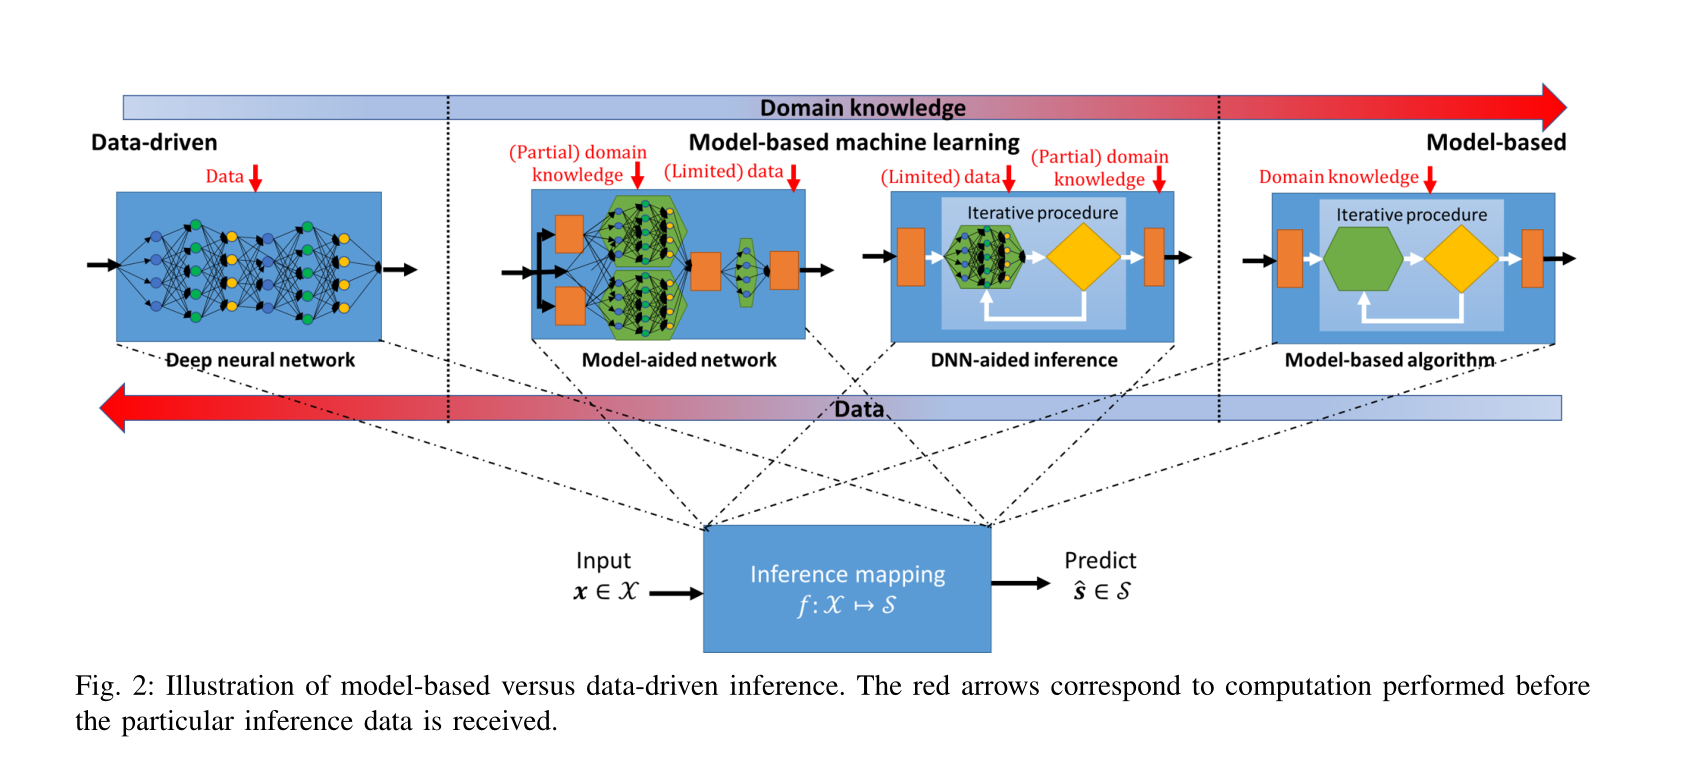 Domain knowledge
Data-driven
Model-based machine learning
Model-based
Data
(Partial) domain
knowledge
(Limited) data
(Limited) data
(Partial) domain
knowledge
Domain knowledge
Iterative procedure
Iterative procedure
Deep neural network
Model-aided network
DNN-aided inference
Model-based algorithm
Data
Input
𝒙 ∈ 𝒳
Inference mapping
𝑓: 𝒳 ↦ 𝒮
Predict
𝒔̂ ∈ 𝒮
Fig. 2: Illustration of model-based versus data-driven inference. The red arrows correspond to computation performed before
the particular inference data is received.